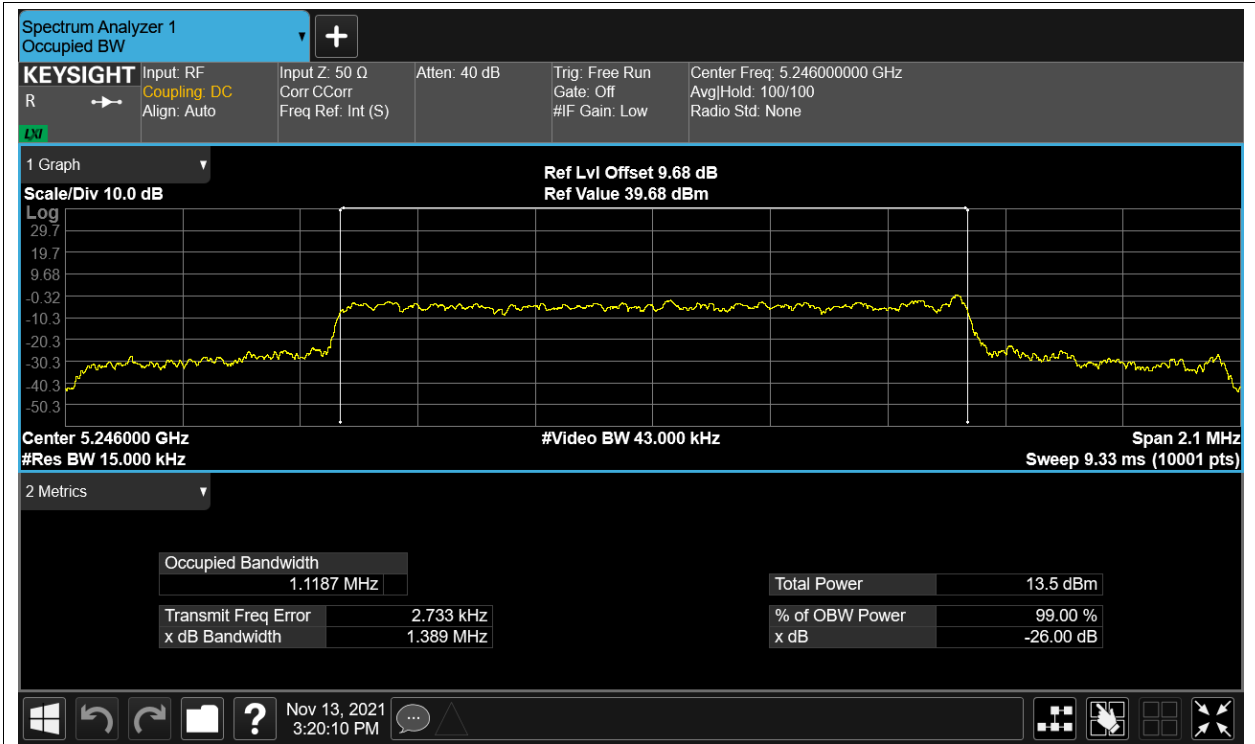 Spectrum Analyzer 1
Occupied BW
KEYSIGHT
R
LXI
Input: RF
Coupling: DC
Align: Auto
Input Z: 50 Ω
Corr CCorr
Freq Ref: Int (S)
Atten: 40 dB
Trig: Free Run
Gate: Off
#IF Gain: Low
Center Freq: 5.246000000 GHz
Avg|Hold: 100/100
Radio Std: None
1 Graph
Scale/Div 10.0 dB
Ref Lvl Offset 9.68 dB
Ref Value 39.68 dBm
Log
29.7
19.7
9.68
-0.32
-10.3
-20.3
-30.3
-40.3
-50.3
Center 5.246000 GHz
#Video BW 43.000 kHz
Span 2.1 MHz
#Res BW 15.000 kHz
Sweep 9.33 ms (10001 pts)
2 Metrics
Occupied Bandwidth
1.1187 MHz
Transmit Freq Error 2.733 kHz
x dB Bandwidth 1.389 MHz
Total Power 13.5 dBm
% of OBW Power 99.00 %
x dB -26.00 dB
?
Nov 13, 2021
3:20:10 PM